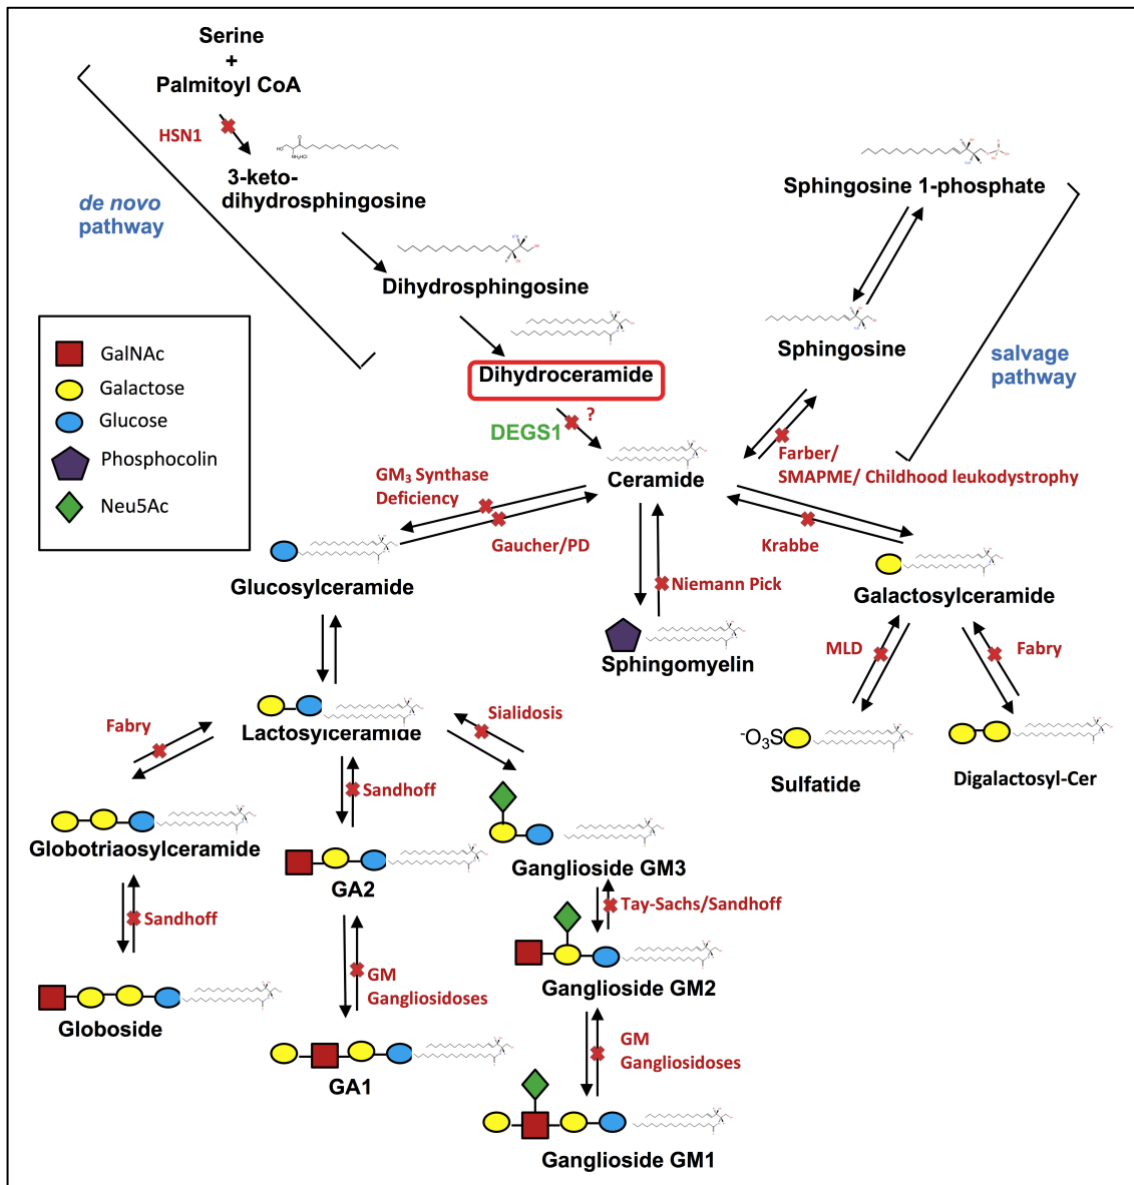 Serine
+
Palmitoyl CoA
HSN1
3-keto-
dihydrosphingosine
de novo
pathway
Dihydrosphingosine
Dihydroceramide
?
DEGS1
Ceramide
Sphingosine 1-phosphate
Sphingosine
salvage
pathway
Farber/
SMAPME/ Childhood leukodystrophy
GalNAc
Galactose
Glucose
Phosphocolin
Neu5Ac
GM₃ Synthase
Deficiency
Gaucher/PD
Krabbe
Niemann Pick
Glucosylceramide
Galactosylceramide
Sphingomyelin
MLD
Fabry
⁻O₃S
Sulfatide
Digalactosyl-Cer
Fabry
Lactosylceramide
Sialidosis
Sandhoff
Globotriaosylceramide
GA2
Ganglioside GM3
Sandhoff
Tay-Sachs/Sandhoff
GM
Gangliosidoses
Ganglioside GM2
Globoside
GM
Gangliosidoses
GA1
Ganglioside GM1